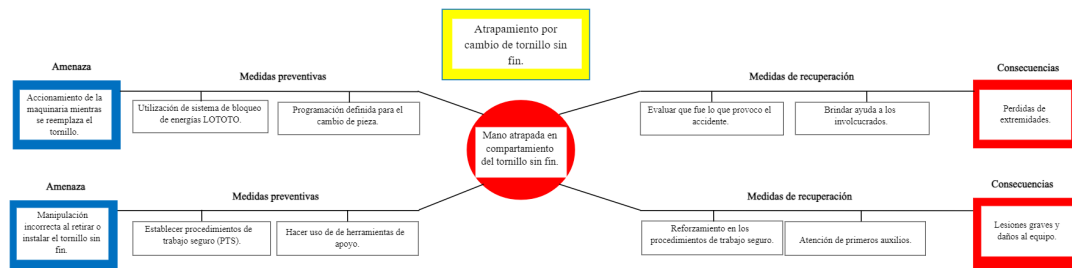 Atrapamiento por
cambio de tornillo sin
fin.
Amenaza
Medidas preventivas
Medidas de recuperación
Consecuencias
Accionamiento de la
maquinaria mientras
se reemplaza el
tornillo.
Utilización de sistema de bloqueo
de energías LOTOTO.
Programación definida para el
cambio de pieza.
Mano atrapada en
compartamiento
del tornillo sin fin.
Evaluar que fue lo que provoco el
accidente.
Brindar ayuda a los
involcucrados.
Perdidas de
extremidades.
Amenaza
Medidas preventivas
Medidas de recuperación
Consecuencias
Manipulación
incorrecta al retirar o
instalar el tornillo sin
fin.
Establecer procedimientos de
trabajo seguro (PTS).
Hacer uso de de herramientas de
apoyo.
Reforzamiento en los
procedimientos de trabajo seguro.
Atención de primeros auxilios.
Lesiones graves y
daños al equipo.